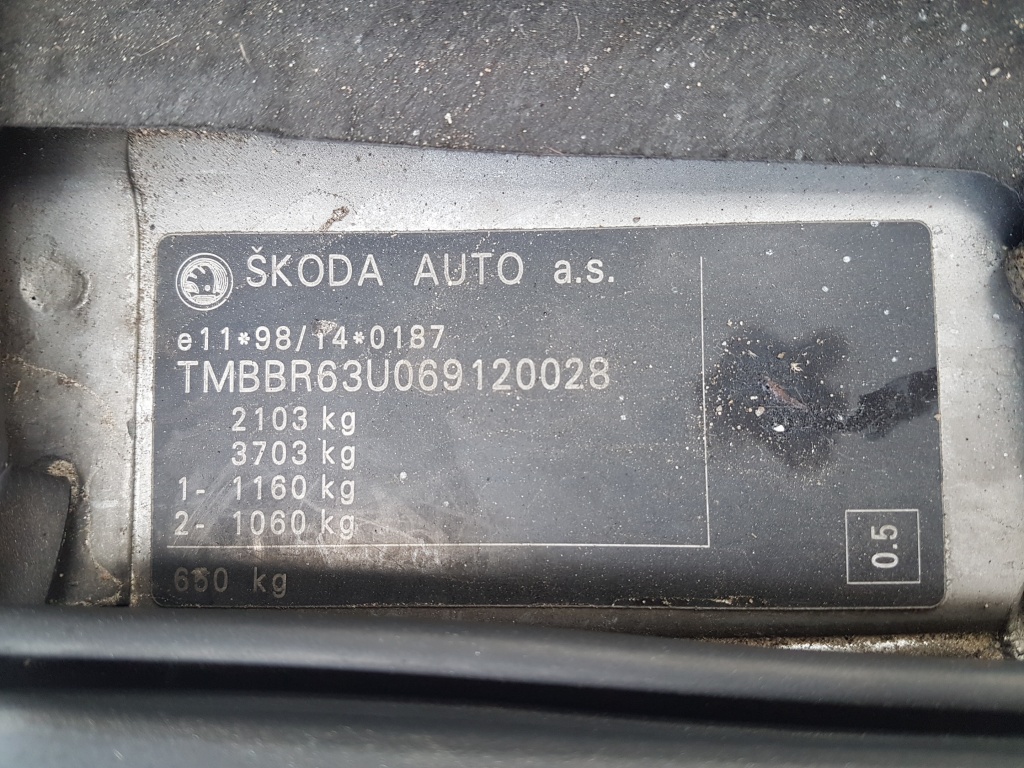 ŠKODA AUTO a.s.
e11*98/14*0187
TMBBR63U069120028
2103 kg
3703 kg
1- 1160 kg
2- 1060 kg
650 kg
0.5